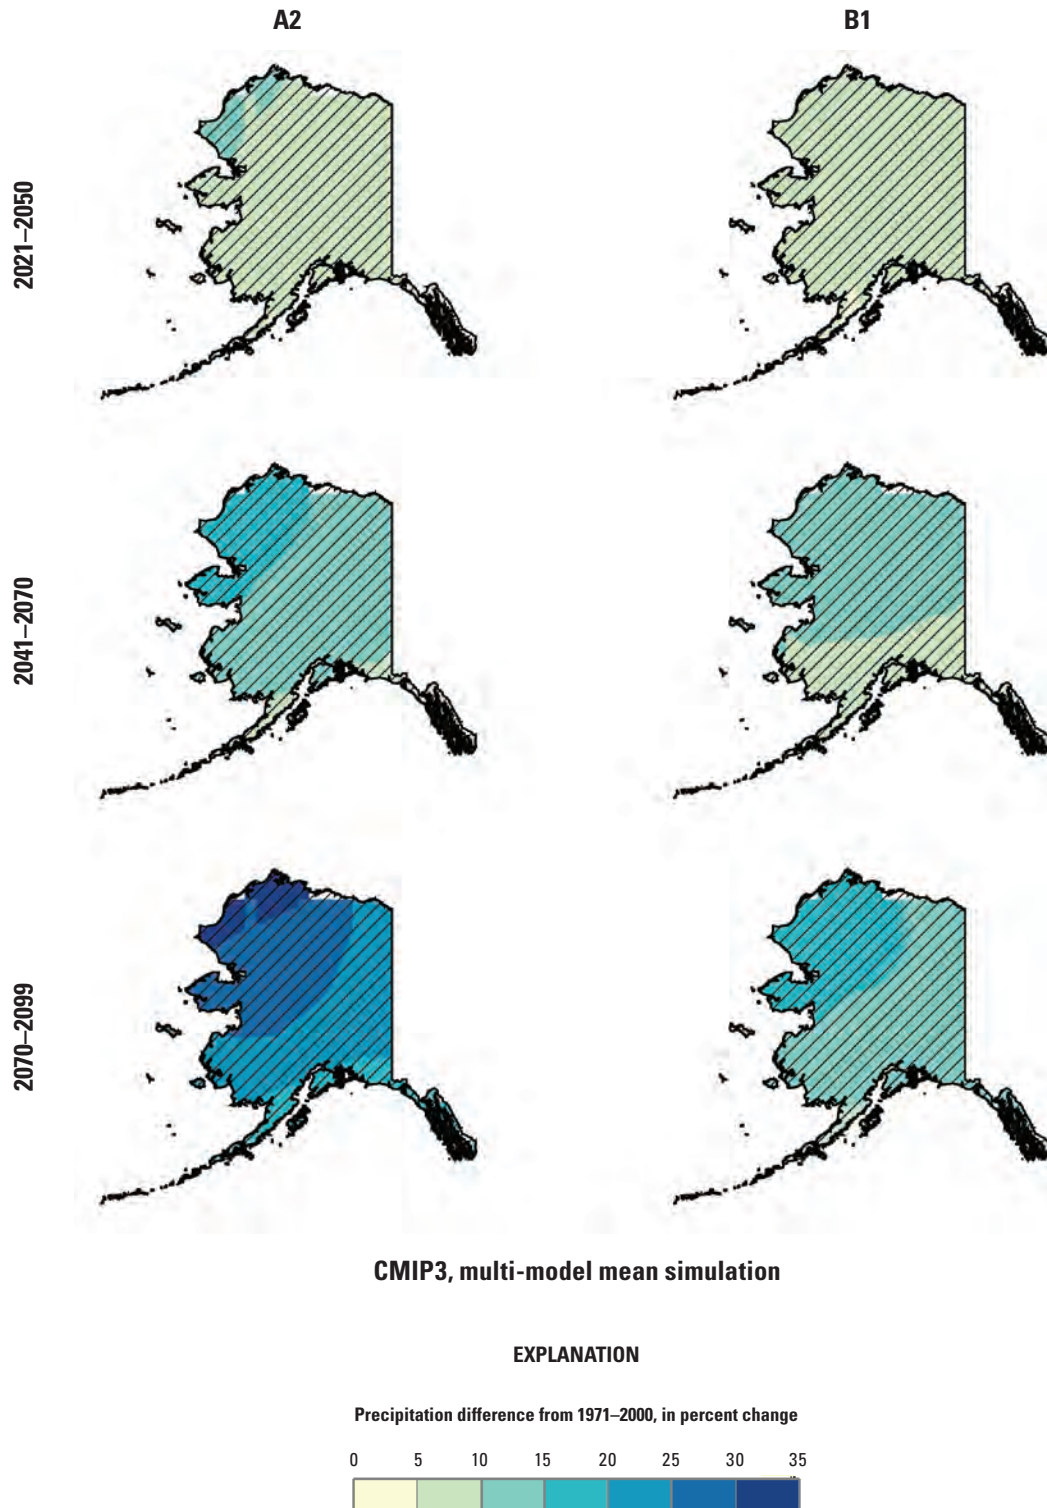 A2 B1
2021–2050
2041–2070
2070–2099
CMIP3, multi-model mean simulation
EXPLANATION
Precipitation difference from 1971–2000, in percent change
0 5 10 15 20 25 30 35